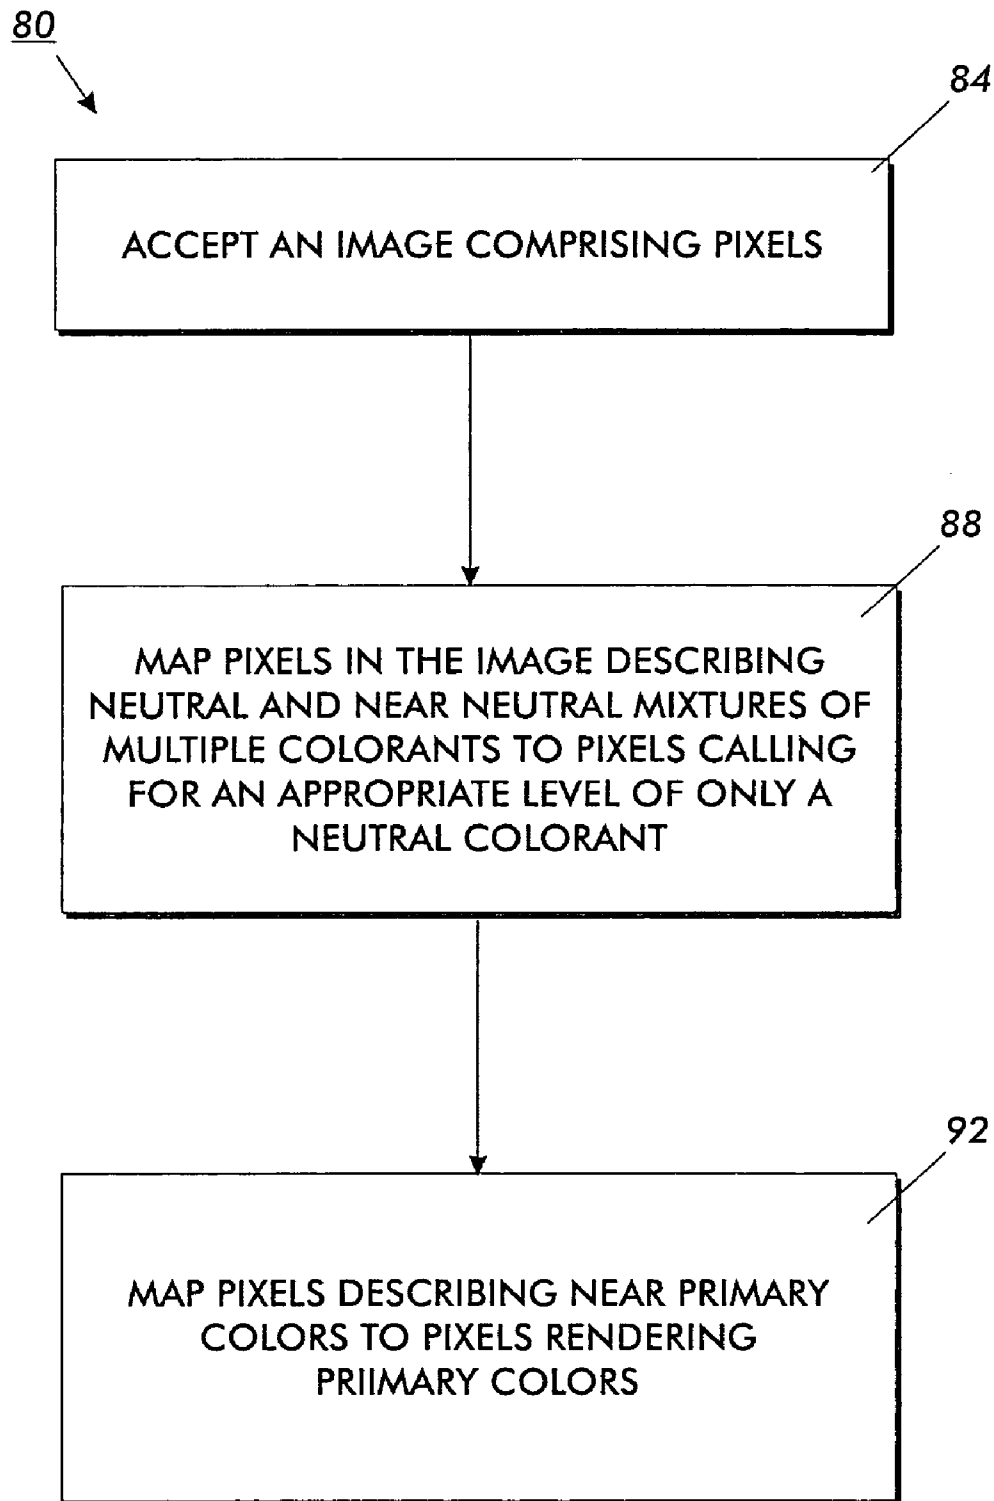 80
84
ACCEPT AN IMAGE COMPRISING PIXELS
88
MAP PIXELS IN THE IMAGE DESCRIBING
NEUTRAL AND NEAR NEUTRAL MIXTURES OF
MULTIPLE COLORANTS TO PIXELS CALLING
FOR AN APPROPRIATE LEVEL OF ONLY A
NEUTRAL COLORANT
92
MAP PIXELS DESCRIBING NEAR PRIMARY
COLORS TO PIXELS RENDERING
PRIIMARY COLORS